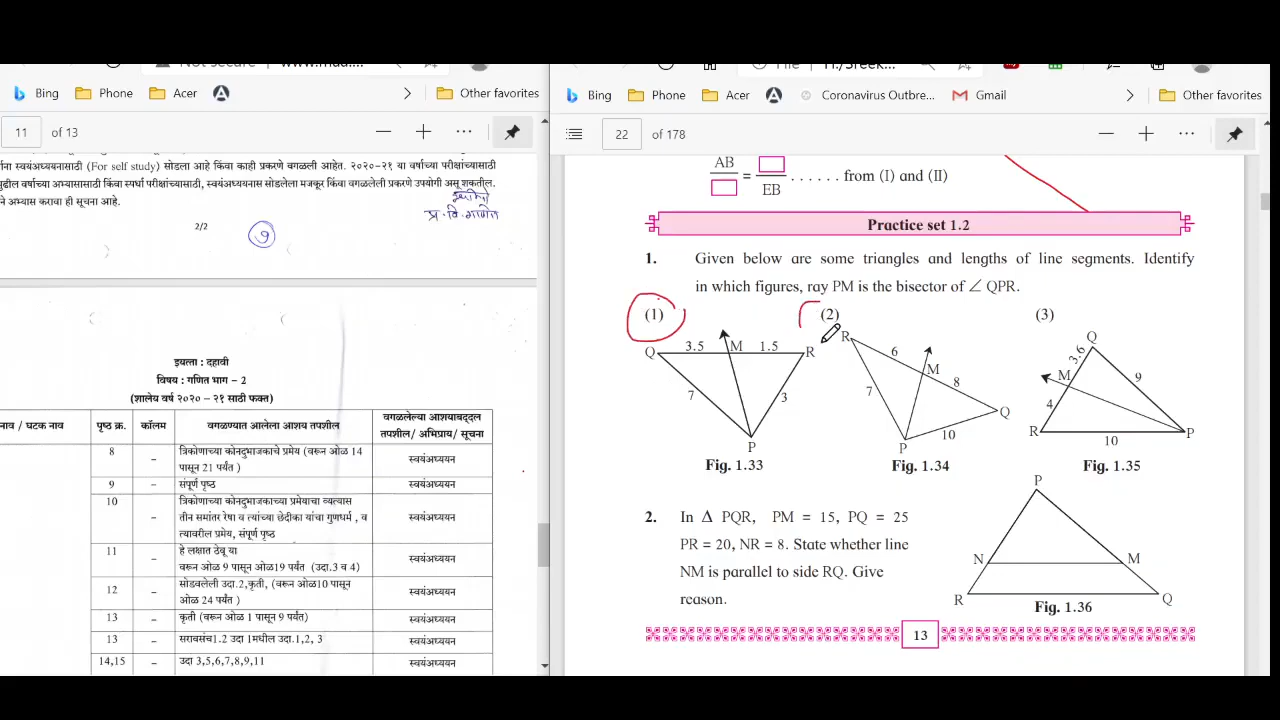 Bing Phone Acer Other favorites
11 of 13
(For self study) सोडला आहे किंवा काही प्रकरणे वगळली आहेत. २०२०-२१ या वर्षाच्या परीक्षांच्यासाठी
वर्षाच्या अभ्यासासाठी किंवा स्पर्धा परीक्षांच्यासाठी, स्वयंअध्ययनास सोडलेला मजकूर किंवा वगळलेली प्रकरणे उपयोगी असू शकतील.
ने अभ्यास करावा ही सूचना आहे.
2/2
इयत्ता : दहावी
विषय : गणित भाग - 2
(शालेय वर्ष २०२० - २१ साठी फक्त)
नाव / घटक नाव पृष्ठ क्र. कॉलम वगळण्यात आलेला आशय तपशील वगळलेल्या आशयाबद्दल तपशील/ अभिप्राय/ सूचना
8 - त्रिकोणाच्या कोनदुभाजकाचे प्रमेय (वरून ओळ 14 पासून 21 पर्यंत ) स्वयंअध्ययन
9 - संपूर्ण पृष्ठ स्वयंअध्ययन
10 - त्रिकोणाच्या कोनदुभाजकाच्या प्रमेयाचा व्यत्यास तीन समांतर रेषा व त्यांच्या छेदीका यांचा गुणधर्म , व त्यावरील प्रमेय, संपूर्ण पृष्ठ स्वयंअध्ययन
11 - हे लक्षात ठेवू या वरून ओळ 9 पासून ओळ19 पर्यंत (उदा.3 व 4) स्वयंअध्ययन
12 - सोडवलेली उदा.2,कृती, (वरून ओळ10 पासून ओळ 24 पर्यंत ) स्वयंअध्ययन
13 - कृती (वरून ओळ 1 पासून 9 पर्यंत) स्वयंअध्ययन
13 - सरावसंच1.2 उदा 1मधील उदा.1,2, 3 स्वयंअध्ययन
14,15 - उदा 3,5,6,7,8,9,11 स्वयंअध्ययन
Bing Phone Acer Coronavirus Outbre... Gmail Other favorites
22 of 178
AB = EB . . . . . . from (I) and (II)
Practice set 1.2
1. Given below are some triangles and lengths of line segments. Identify
in which figures, ray PM is the bisector of ∠ QPR.
(1) (2) (3)
Q 3.5 M 1.5 R 7 3 P
R 6 M 8 Q 7 10 P
Q 3.6 M 9 4 R 10 P
Fig. 1.33 Fig. 1.34 Fig. 1.35
2. In Δ PQR, PM = 15, PQ = 25
PR = 20, NR = 8. State whether line
NM is parallel to side RQ. Give
reason.
P
N M
R Q
Fig. 1.36
13